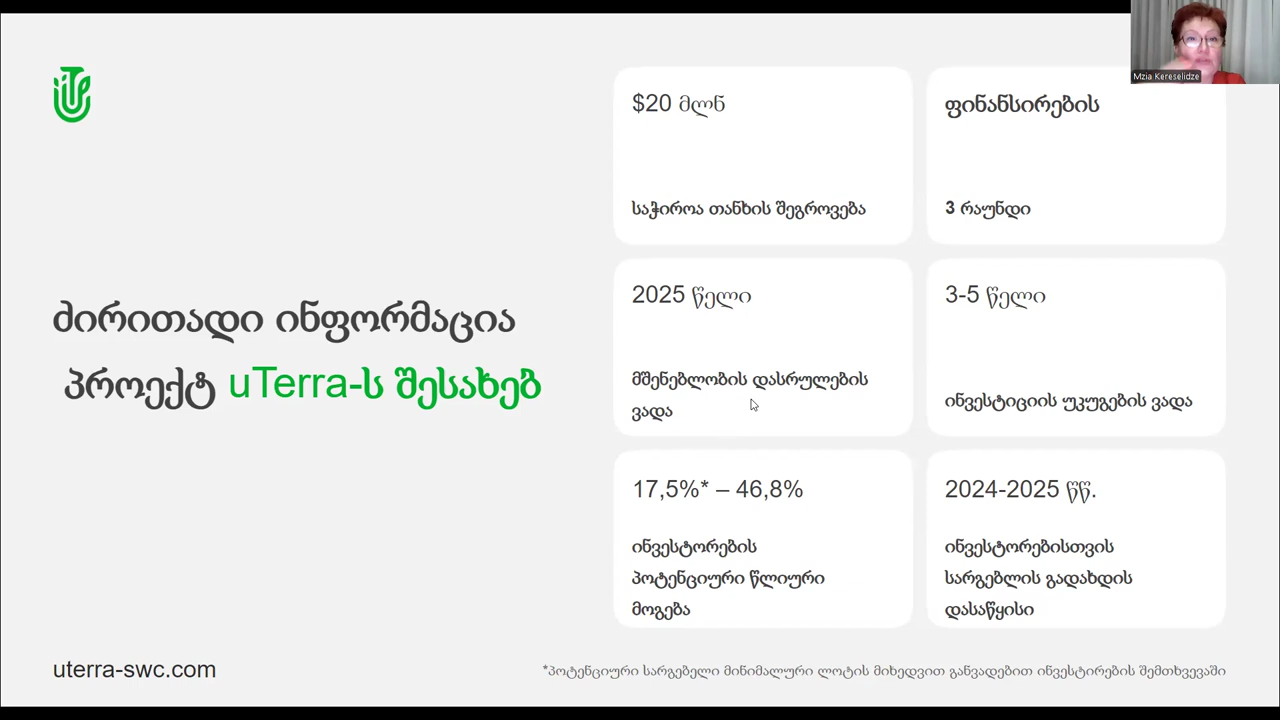 Mzia Kereselidze
ძირითადი ინფორმაცია
პროექტ uTerra-ს შესახებ
$20 მლნ
საჭიროა თანხის შეგროვება
ფინანსირების
3 რაუნდი
2025 წელი
მშენებლობის დასრულების
ვადა
3-5 წელი
ინვესტიციის უკუგების ვადა
17,5%* – 46,8%
ინვესტორების
პოტენციური წლიური
მოგება
2024-2025 წწ.
ინვესტორებისთვის
სარგებლის გადახდის
დასაწყისი
uterra-swc.com
*პოტენციური სარგებელი მინიმალური ლოტის მიხედვით განვადებით ინვესტირების შემთხვევაში